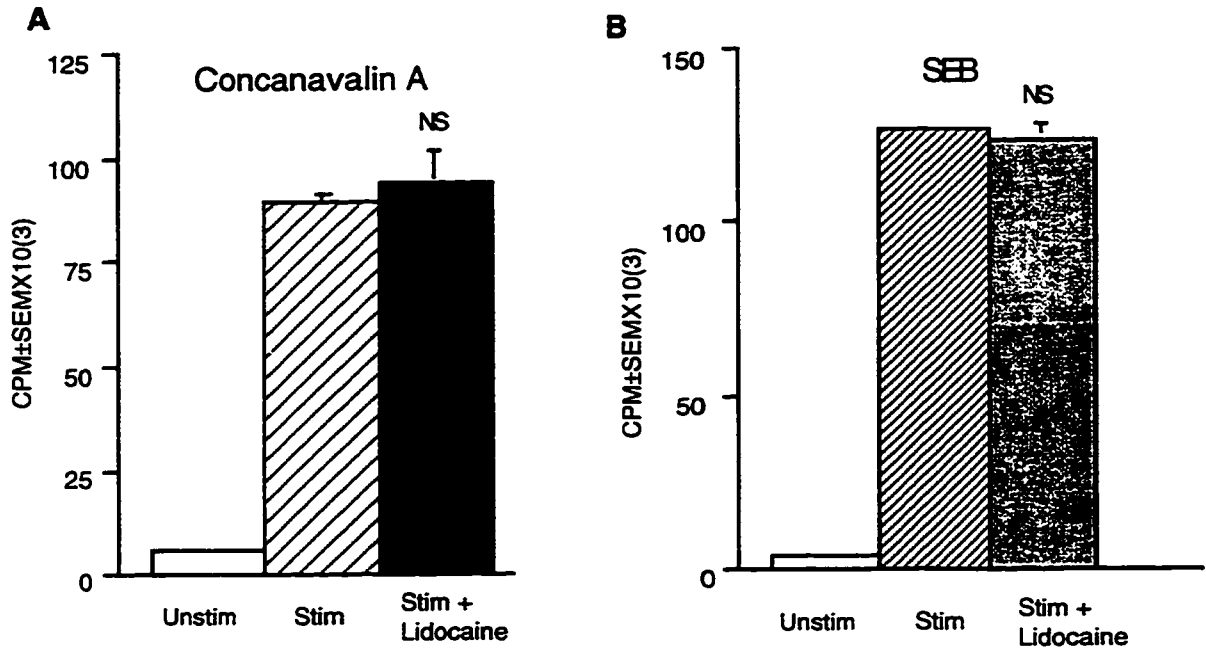 A
Concanavalin A
NS
125
100
75
50
25
0
CPM±SEMX10(3)
Unstim
Stim
Stim +
Lidocaine
B
SEB
NS
150
100
50
0
CPM±SEMX10(3)
Unstim
Stim
Stim +
Lidocaine